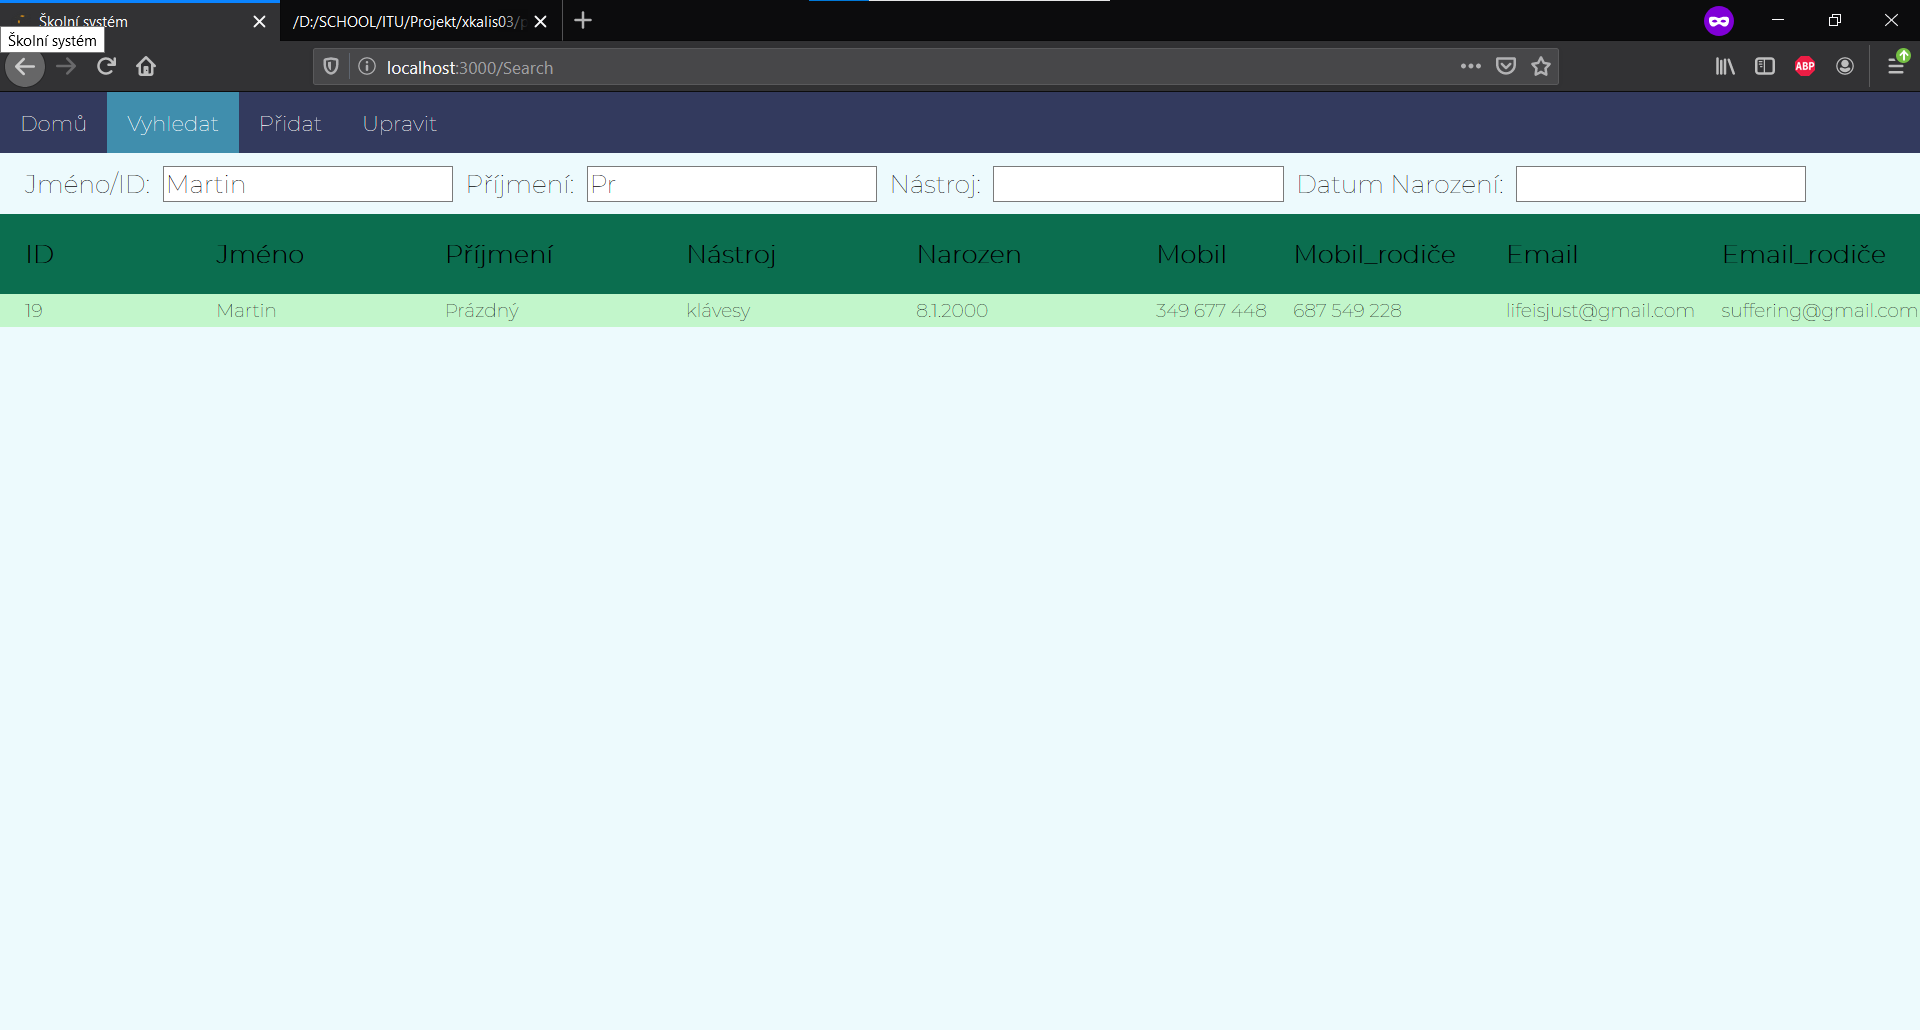 Školní systém
/D:/SCHOOL/ITU/Projekt/xkalis03/
Školní systém
localhost:3000/Search
ABP
Domů Vyhledat Přidat Upravit
Jméno/ID: Martin Příjmení: Pr Nástroj: Datum Narození:
ID Jméno Příjmení Nástroj Narozen Mobil Mobil_rodiče Email Email_rodiče
19 Martin Prázdný klávesy 8.1.2000 349 677 448 687 549 228 lifeisjust@gmail.com suffering@gmail.com